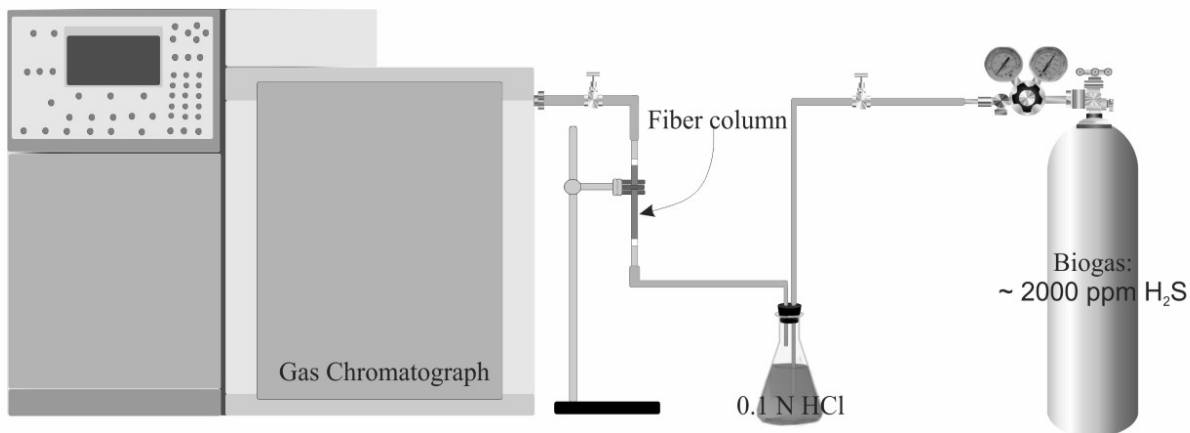 Fiber column
Biogas:
~ 2000 ppm H₂S
Gas Chromatograph
0.1 N HCl